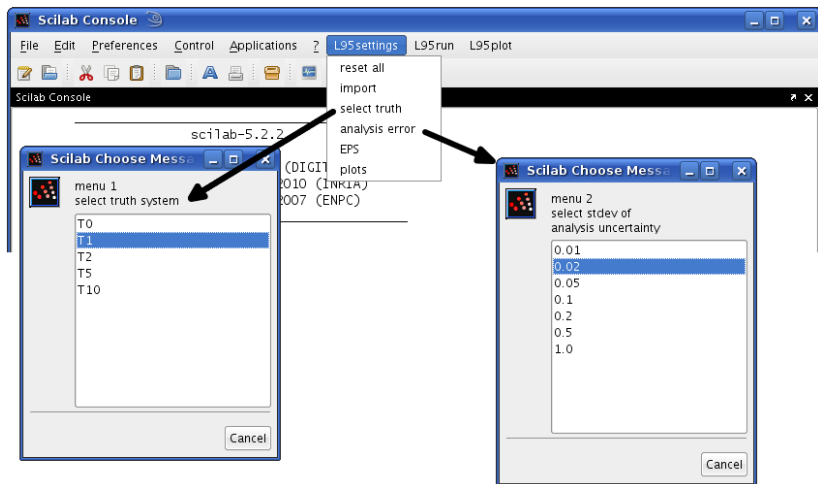 Scilab Console
File Edit Preferences Control Applications ? L95settings L95run L95plot
Scilab Console
reset all
import
select truth
analysis error
EPS
plots
scilab-5.2.2
(DIGIT
2010 (INRIA)
2007 (ENPC)
Scilab Choose Messa
menu 1
select truth system
T0
T1
T2
T5
T10
Cancel
Scilab Choose Messa
menu 2
select stdev of
analysis uncertainty
0.01
0.02
0.05
0.1
0.2
0.5
1.0
Cancel